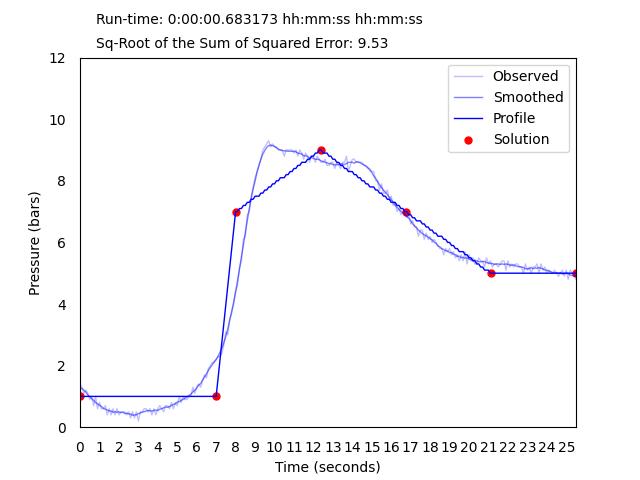 Run-time: 0:00:00.683173 hh:mm:ss hh:mm:ss
Sq-Root of the Sum of Squared Error: 9.53
Observed
Smoothed
Profile
Solution
12
10
8
6
4
2
0
Pressure (bars)
0 1 2 3 4 5 6 7 8 9 10 11 12 13 14 15 16 17 18 19 20 21 22 23 24 25
Time (seconds)